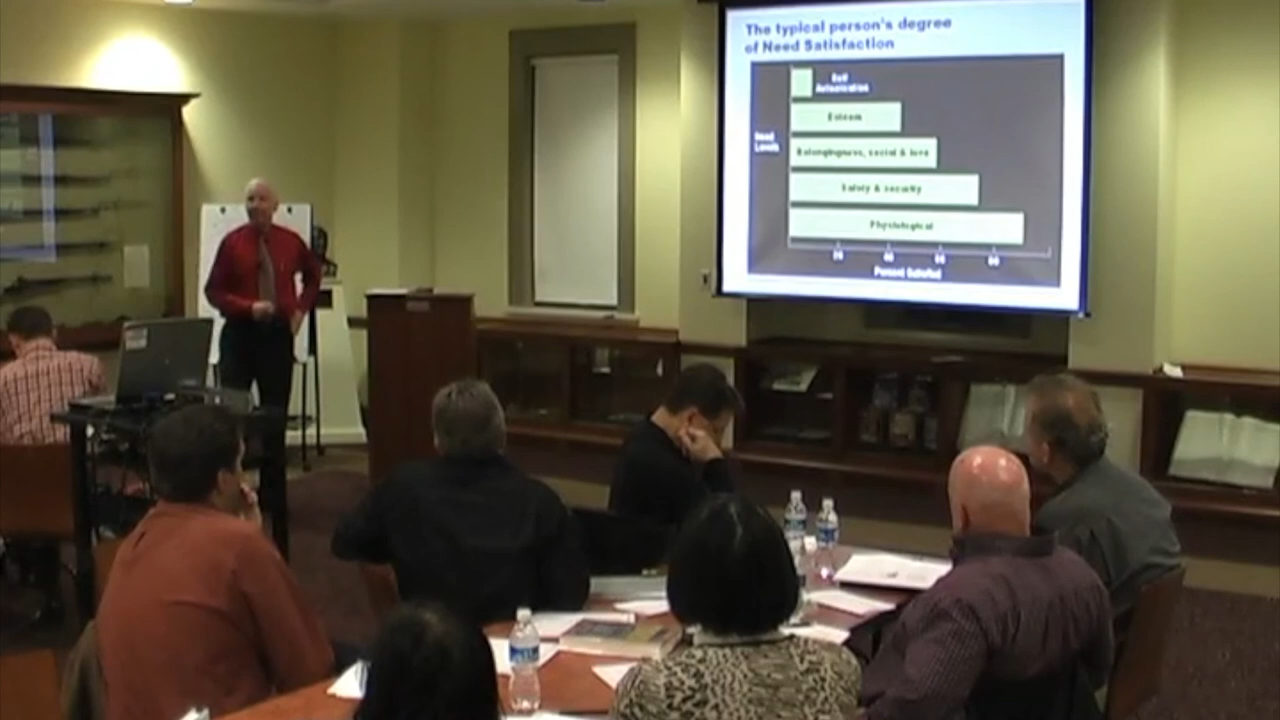 The typical person's degree
of Need Satisfaction
Self
Actualization
Esteem
Belongingness, social & love
Need
Levels
Safety & security
Physiological
Percent Satisfied